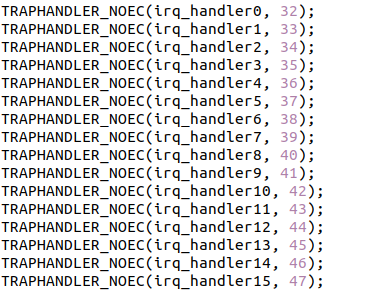 TRAPHANDLER_NOEC(irq_handler0, 32);
TRAPHANDLER_NOEC(irq_handler1, 33);
TRAPHANDLER_NOEC(irq_handler2, 34);
TRAPHANDLER_NOEC(irq_handler3, 35);
TRAPHANDLER_NOEC(irq_handler4, 36);
TRAPHANDLER_NOEC(irq_handler5, 37);
TRAPHANDLER_NOEC(irq_handler6, 38);
TRAPHANDLER_NOEC(irq_handler7, 39);
TRAPHANDLER_NOEC(irq_handler8, 40);
TRAPHANDLER_NOEC(irq_handler9, 41);
TRAPHANDLER_NOEC(irq_handler10, 42);
TRAPHANDLER_NOEC(irq_handler11, 43);
TRAPHANDLER_NOEC(irq_handler12, 44);
TRAPHANDLER_NOEC(irq_handler13, 45);
TRAPHANDLER_NOEC(irq_handler14, 46);
TRAPHANDLER_NOEC(irq_handler15, 47);